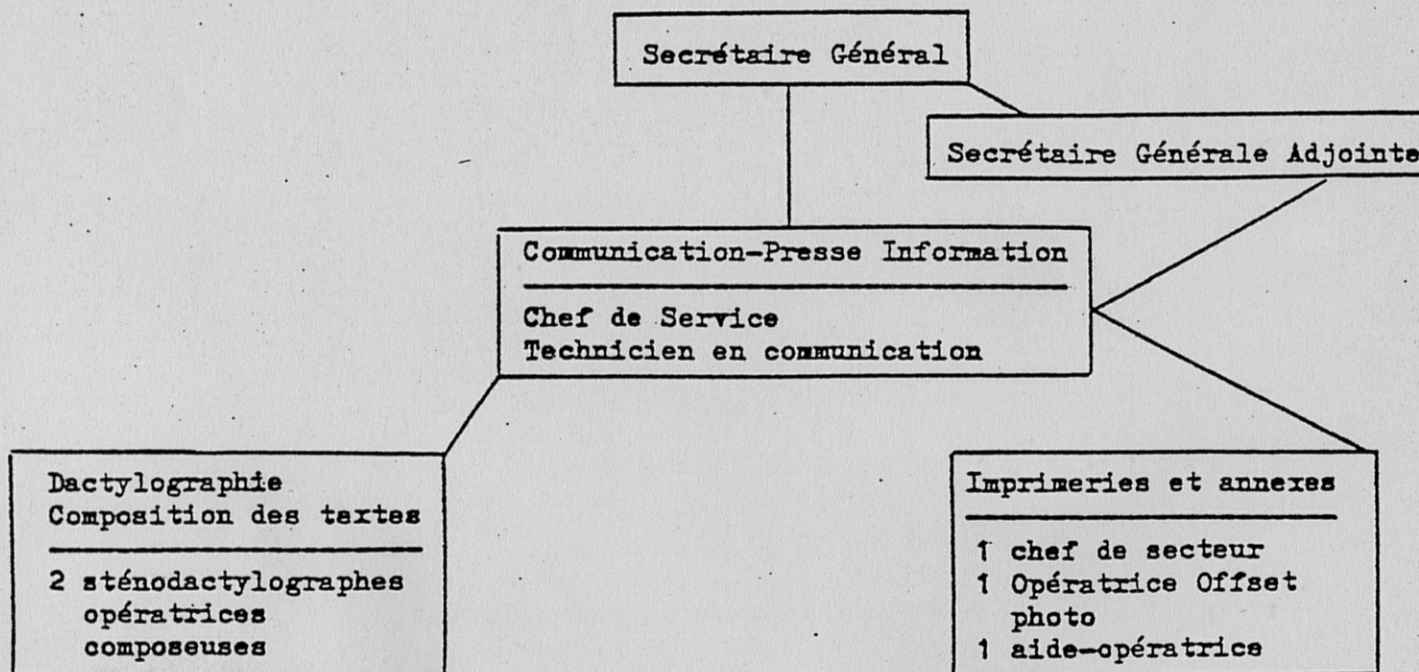 Secrétaire Général
Secrétaire Générale Adjointe
Communication-Presse Information
Chef de Service
Technicien en communication
Dactylographie
Composition des textes
2 sténodactylographes
opératrices
composeuses
Imprimeries et annexes
1 chef de secteur
1 Opératrice Offset
photo
1 aide-opératrice